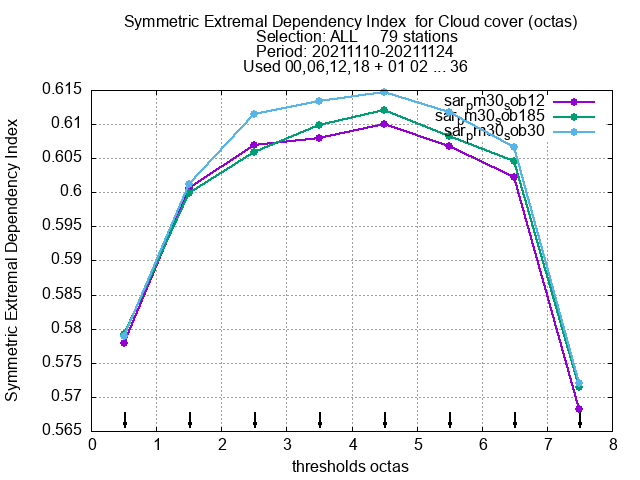 Symmetric Extremal Dependency Index  for Cloud cover (octas)
Selection: ALL     79 stations
Period: 20211110-20211124
Used 00,06,12,18 + 01 02 ... 36
sar_pm30_sob12
sar_pm30_sob185
sar_pm30_sob30
Symmetric Extremal Dependency Index
0.615
0.61
0.605
0.6
0.595
0.59
0.585
0.58
0.575
0.57
0.565
0 1 2 3 4 5 6 7 8
thresholds octas